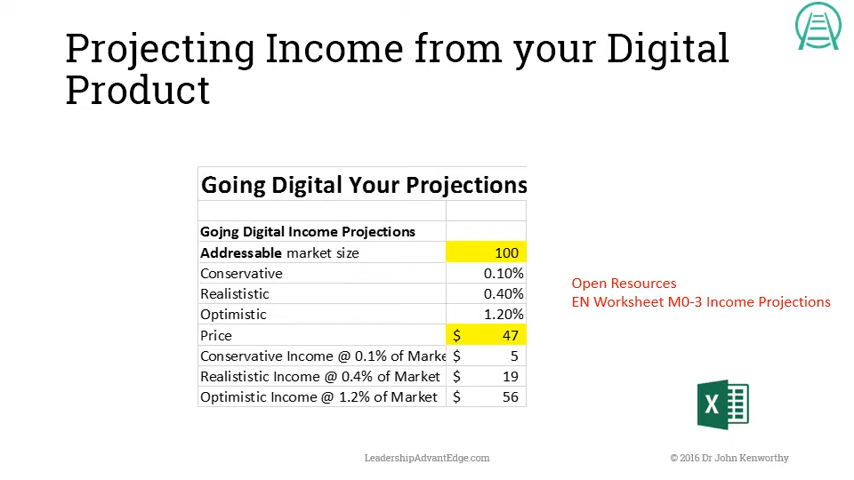 Projecting Income from your Digital
Product
Going Digital Your Projections
Gojng Digital Income Projections
Addressable market size 100
Conservative 0.10%
Realististic 0.40%
Optimistic 1.20%
Price $ 47
Conservative Income @ 0.1% of Marke $ 5
Realististic Income @ 0.4% of Market $ 19
Optimistic Income @ 1.2% of Market $ 56
Open Resources
EN Worksheet M0-3 Income Projections
X
LeadershipAdvantEdge.com
© 2016 Dr John Kenworthy